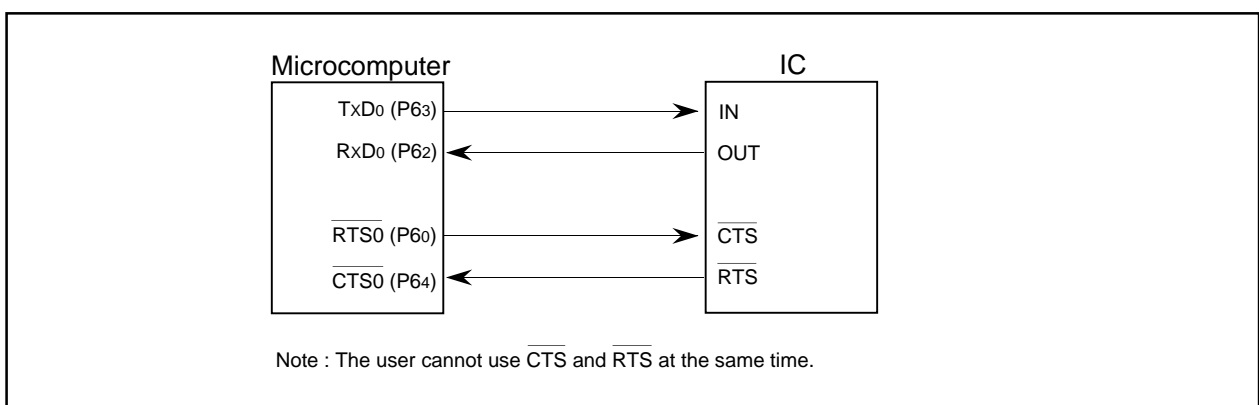 Microcomputer IC
TxD0 (P63) IN
RxD0 (P62) OUT
RTS0 (P60) CTS
CTS0 (P64) RTS
Note : The user cannot use CTS and RTS at the same time.